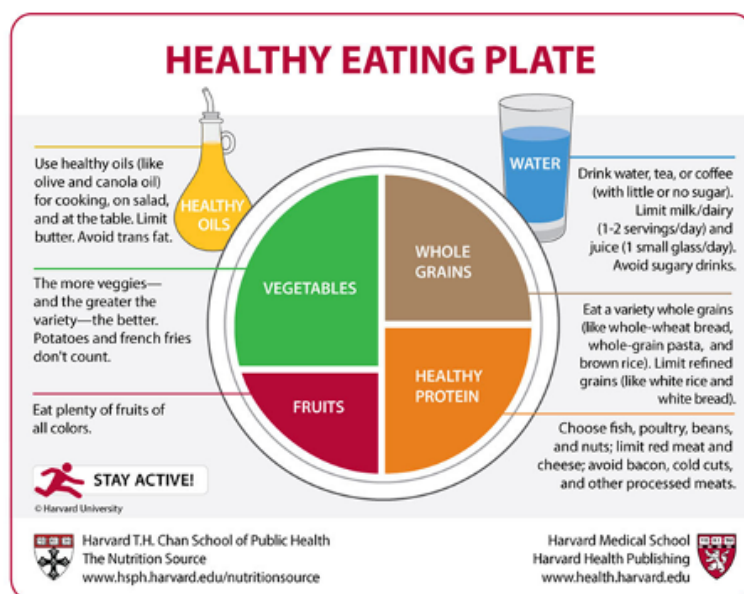 HEALTHY EATING PLATE
Use healthy oils (like
olive and canola oil)
for cooking, on salad,
and at the table. Limit
butter. Avoid trans fat.
HEALTHY
OILS
WATER
Drink water, tea, or coffee
(with little or no sugar).
Limit milk/dairy
(1-2 servings/day) and
juice (1 small glass/day).
Avoid sugary drinks.
The more veggies—
and the greater the
variety—the better.
Potatoes and french fries
don't count.
VEGETABLES
WHOLE
GRAINS
Eat a variety whole grains
(like whole-wheat bread,
whole-grain pasta, and
brown rice). Limit refined
grains (like white rice and
white bread).
Eat plenty of fruits of
all colors.
FRUITS
HEALTHY
PROTEIN
Choose fish, poultry, beans,
and nuts; limit red meat and
cheese; avoid bacon, cold cuts,
and other processed meats.
STAY ACTIVE!
© Harvard University
Harvard T.H. Chan School of Public Health
The Nutrition Source
www.hsph.harvard.edu/nutritionsource
Harvard Medical School
Harvard Health Publishing
www.health.harvard.edu